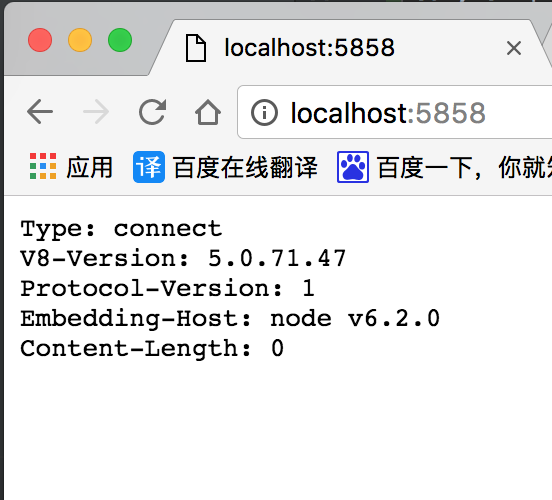 localhost:5858
localhost:5858
应用 译 百度在线翻译 百度一下，你就
Type: connect
V8-Version: 5.0.71.47
Protocol-Version: 1
Embedding-Host: node v6.2.0
Content-Length: 0